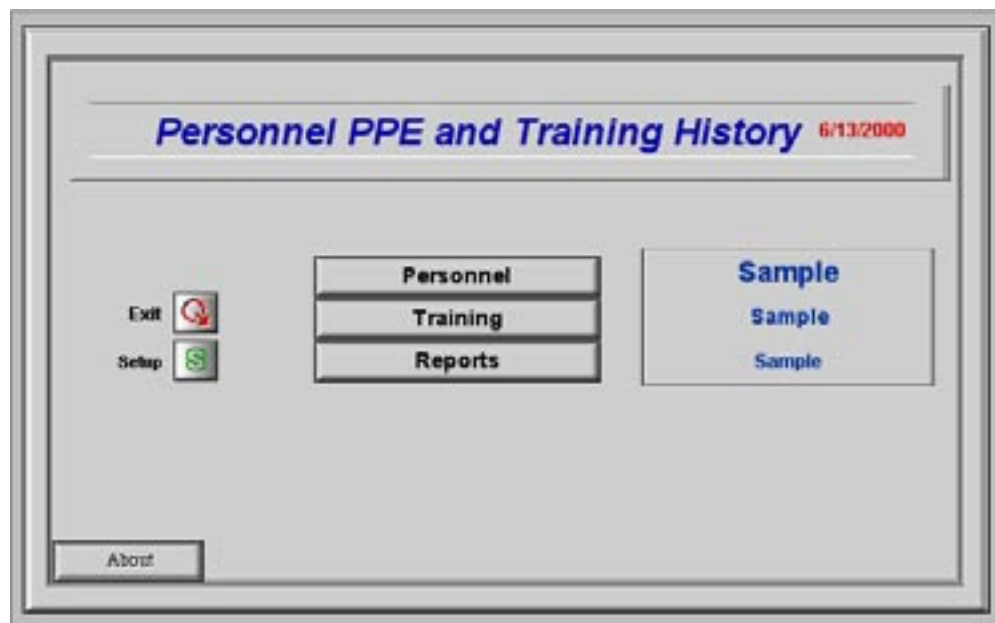 Personnel PPE and Training History 6/13/2000
Personnel
Sample
Exit
Training
Sample
Setup
S
Reports
Sample
About